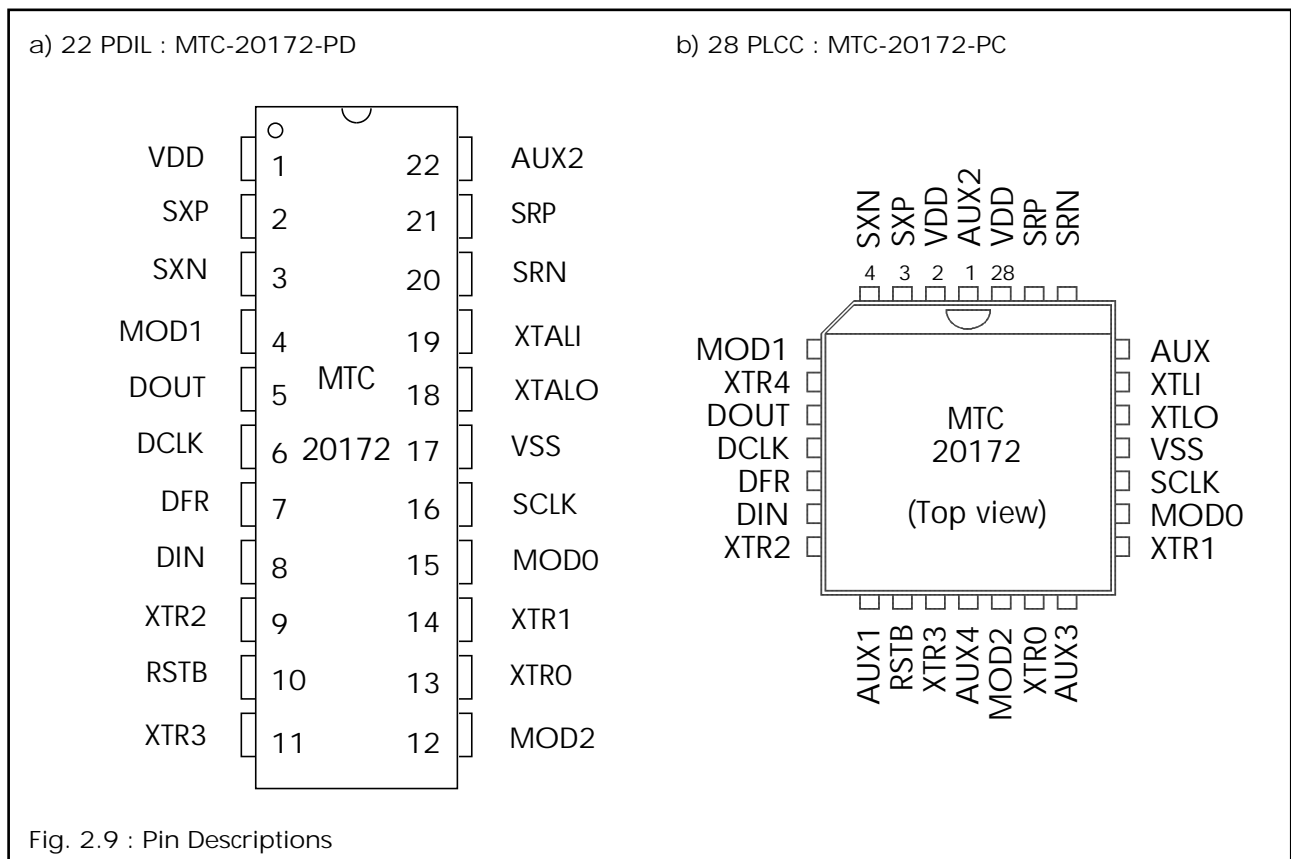 a) 22 PDIL : MTC-20172-PD
b) 28 PLCC : MTC-20172-PC
VDD 1 22 AUX2
SXP 2 21 SRP
SXN 3 20 SRN
MOD1 4 19 XTALI
DOUT 5 MTC 18 XTALO
DCLK 6 20172 17 VSS
DFR 7 16 SCLK
DIN 8 15 MOD0
XTR2 9 14 XTR1
RSTB 10 13 XTR0
XTR3 11 12 MOD2
SXN SXP VDD AUX2 VDD SRP SRN
4 3 2 1 28
MOD1 AUX
XTR4 XTLI
DOUT MTC XTLO
DCLK 20172 VSS
DFR SCLK
DIN (Top view) MOD0
XTR2 XTR1
AUX1 RSTB XTR3 AUX4 MOD2 XTR0 AUX3
Fig. 2.9 : Pin Descriptions